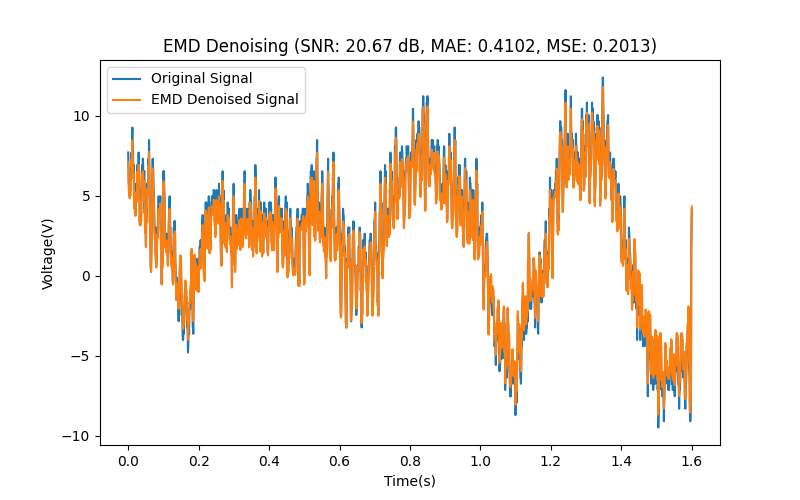 EMD Denoising (SNR: 20.67 dB, MAE: 0.4102, MSE: 0.2013)
Original Signal
EMD Denoised Signal
10
5
0
−5
−10
Voltage(V)
0.0 0.2 0.4 0.6 0.8 1.0 1.2 1.4 1.6
Time(s)